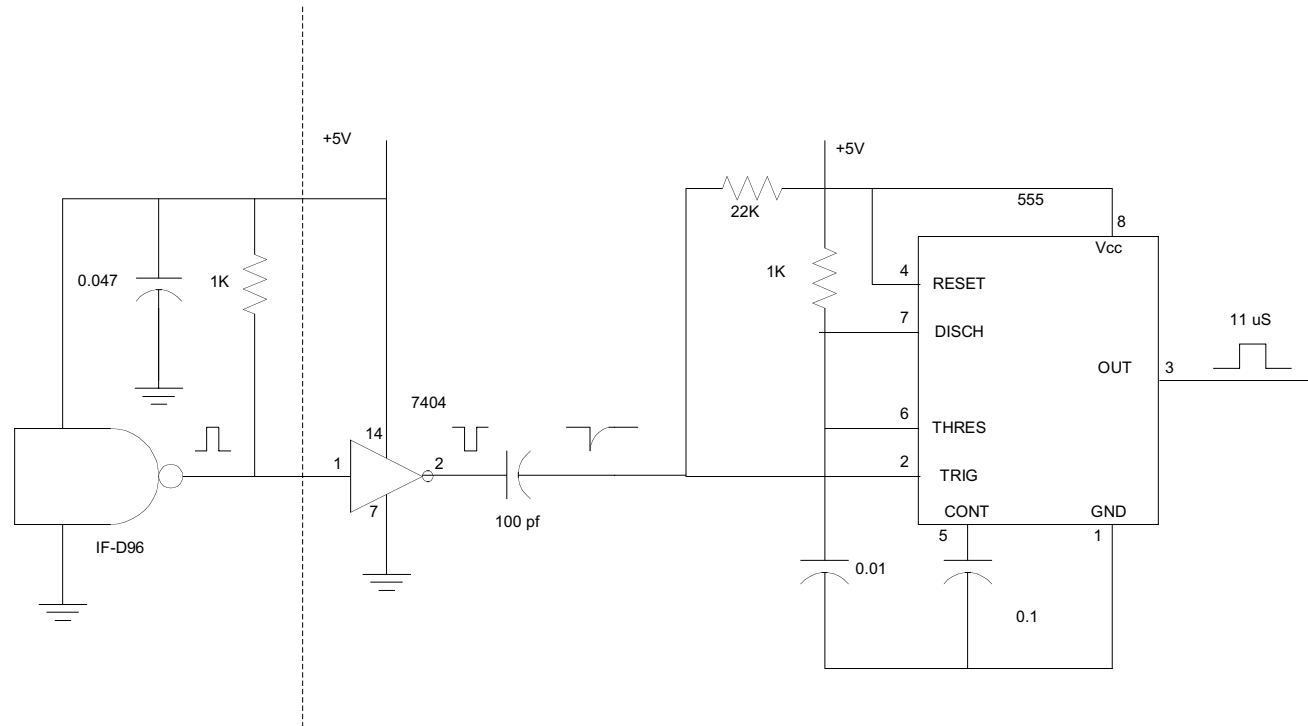 +5V
+5V
22K
555
8
Vcc
0.047
1K
1K
4
RESET
7
DISCH
11 uS
OUT
3
7404
14
6
THRES
1
2
2
TRIG
7
CONT
GND
100 pf
5
1
IF-D96
0.01
0.1